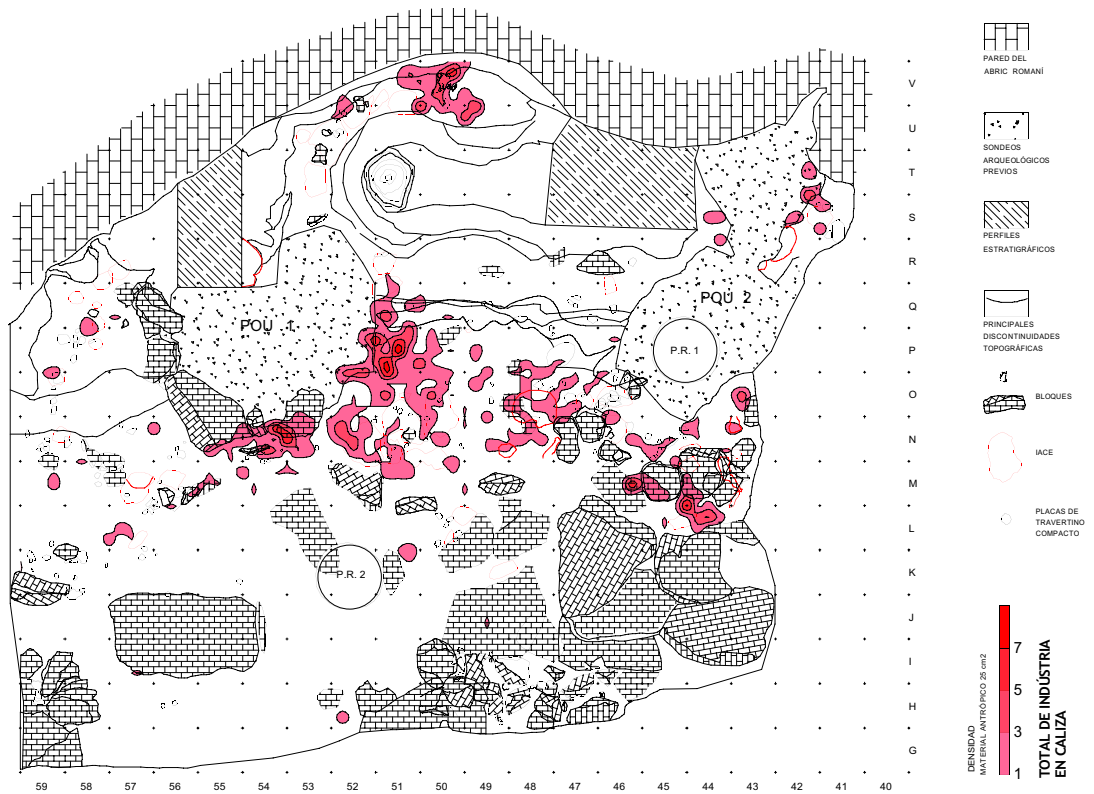 PARED DEL
ABRIC ROMANÍ
SONDEOS
ARQUEOLÓGICOS
PREVIOS
PERFILES
ESTRATIGRÁFICOS
PRINCIPALES
DISCONTINUIDADES
TOPOGRÁFICAS
BLOQUES
IACE
PLACAS DE
TRAVERTINO
COMPACTO
V
U
T
S
R
Q
P
O
N
M
L
K
J
I
H
G
POU 1
POU 2
P.R. 1
P.R. 2
7
5
3
1
DENSIDAD
MATERIAL ANTRÓPICO 25 cm2
TOTAL DE INDÚSTRIA
EN CALIZA
59 58 57 56 55 54 53 52 51 50 49 48 47 46 45 44 43 42 41 40